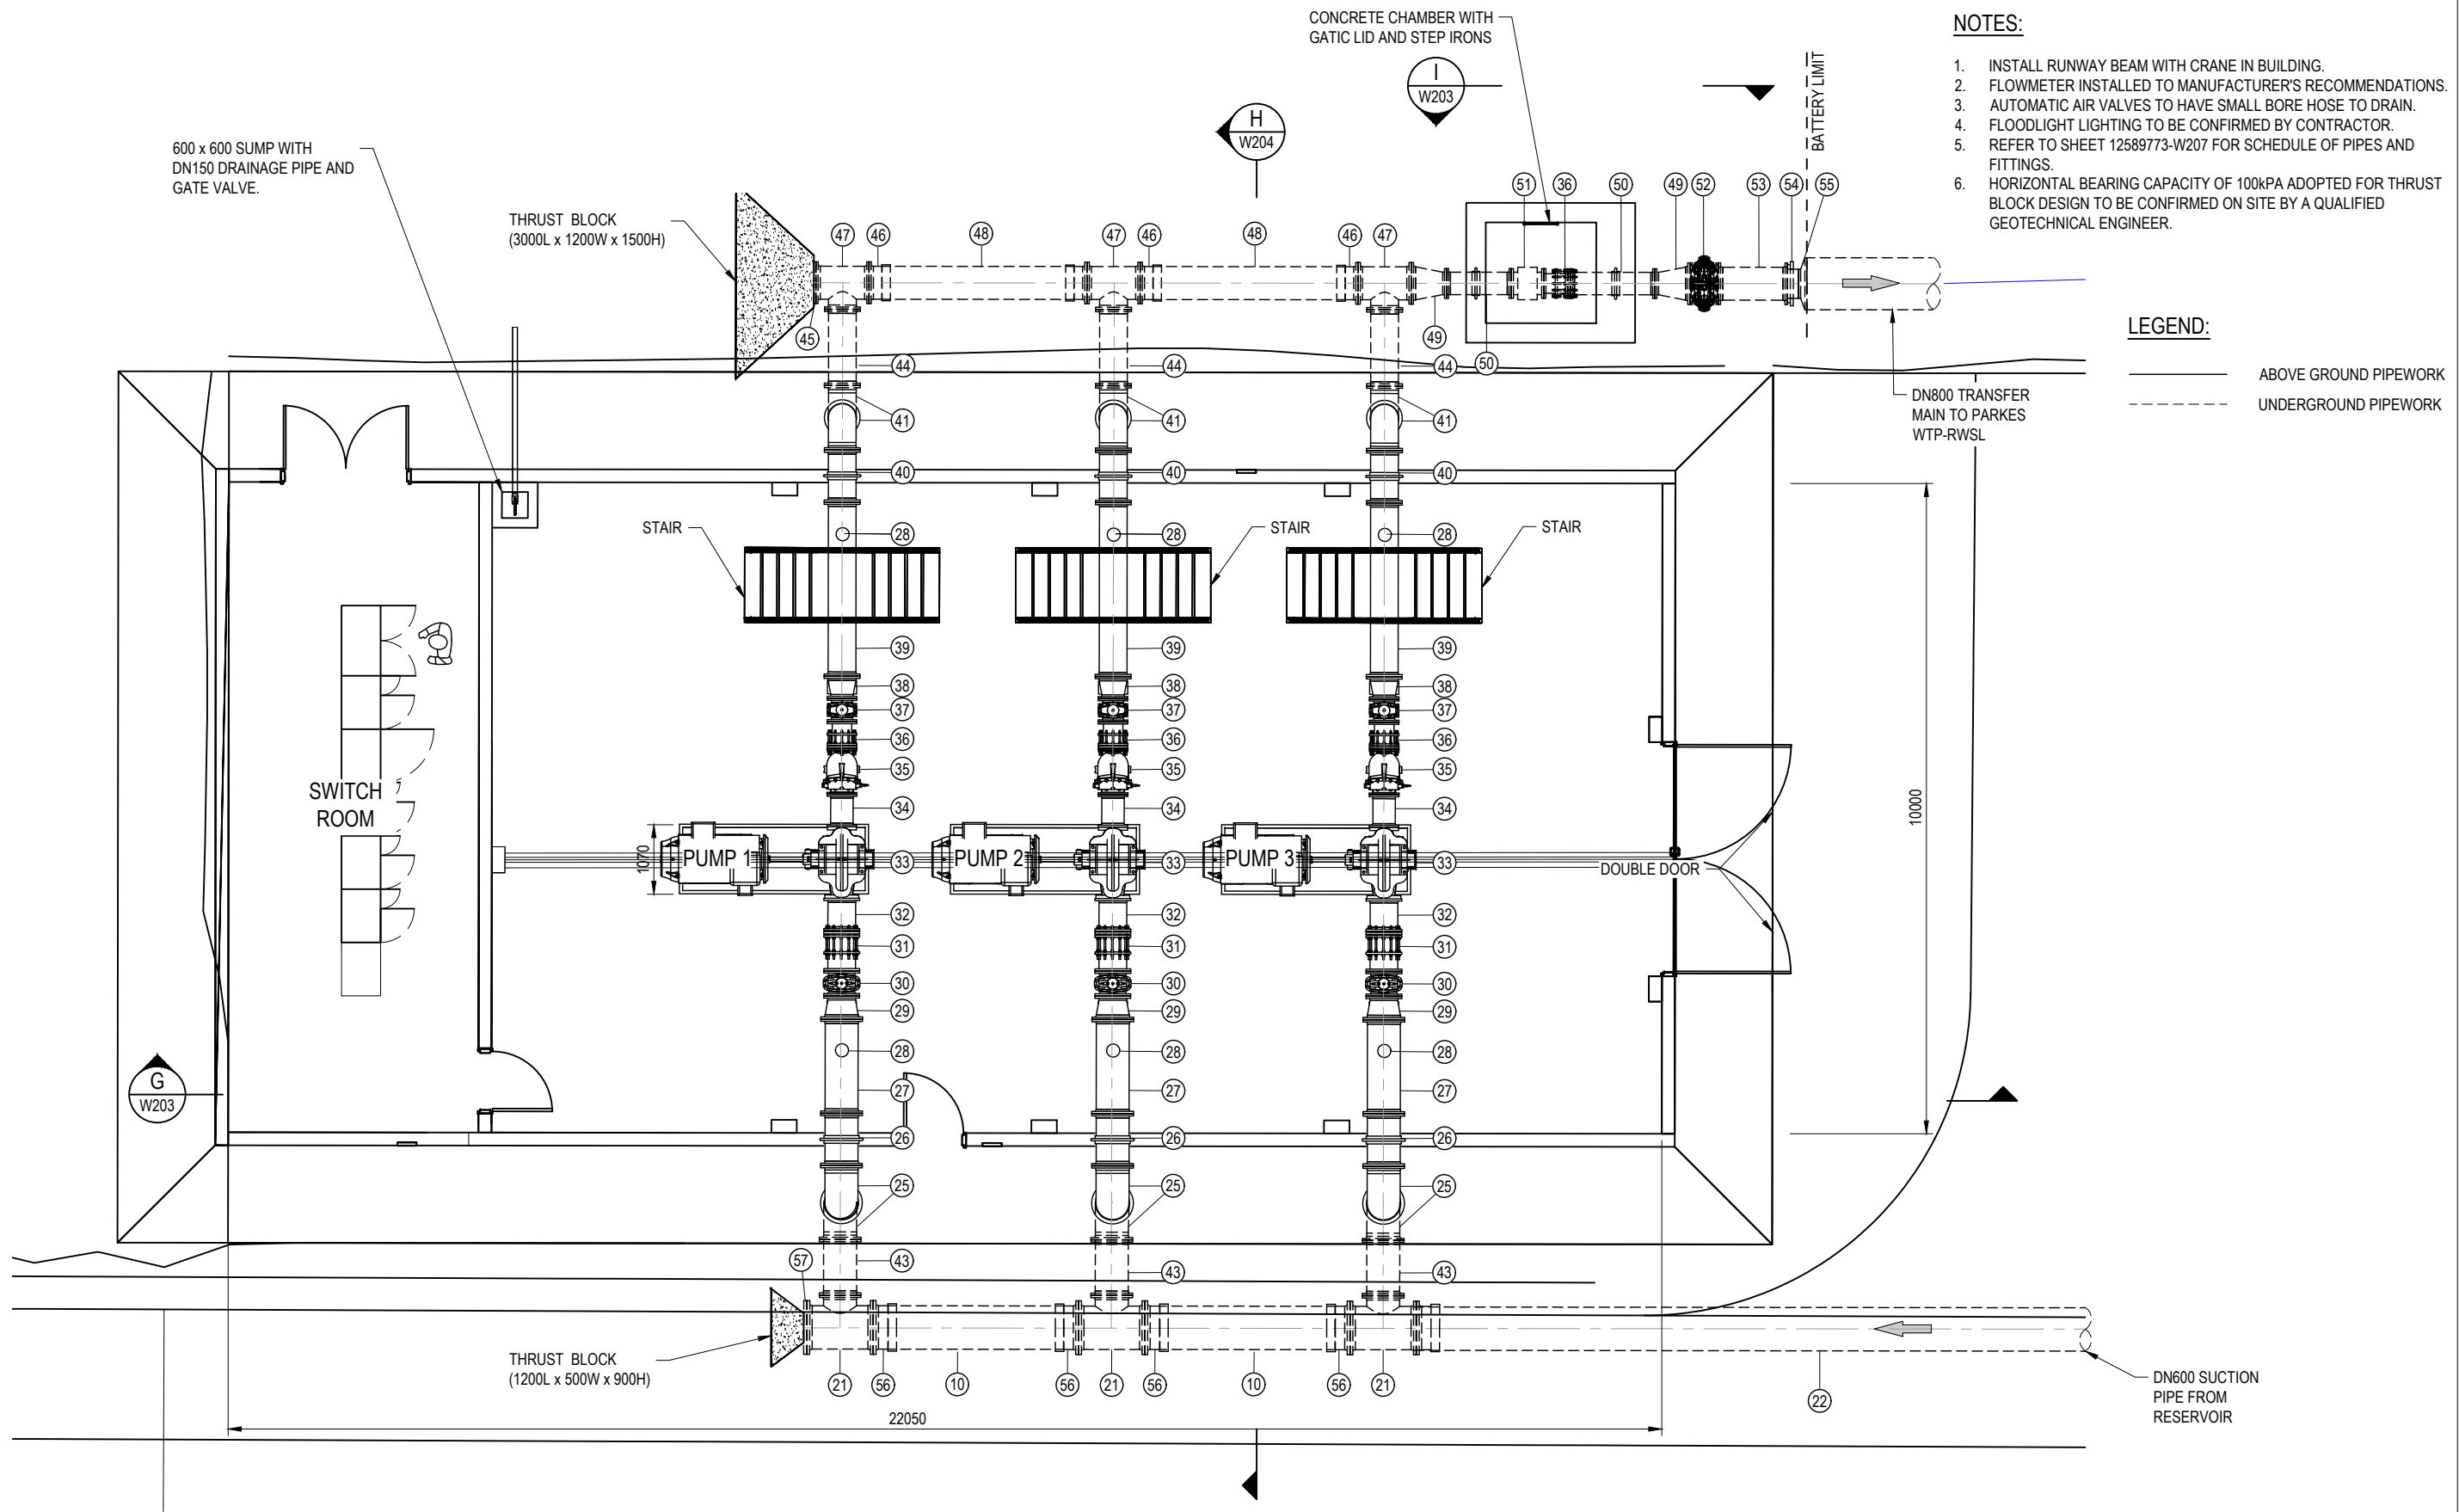 CONCRETE CHAMBER WITH
GATIC LID AND STEP IRONS
I
W203
BATTERY LIMIT
NOTES:
1. INSTALL RUNWAY BEAM WITH CRANE IN BUILDING.
2. FLOWMETER INSTALLED TO MANUFACTURER'S RECOMMENDATIONS.
3. AUTOMATIC AIR VALVES TO HAVE SMALL BORE HOSE TO DRAIN.
4. FLOODLIGHT LIGHTING TO BE CONFIRMED BY CONTRACTOR.
5. REFER TO SHEET 12589773-W207 FOR SCHEDULE OF PIPES AND
FITTINGS.
6. HORIZONTAL BEARING CAPACITY OF 100kPA ADOPTED FOR THRUST
BLOCK DESIGN TO BE CONFIRMED ON SITE BY A QUALIFIED
GEOTECHNICAL ENGINEER.
H
W204
600 x 600 SUMP WITH
DN150 DRAINAGE PIPE AND
GATE VALVE.
THRUST BLOCK
(3000L x 1200W x 1500H)
51 36 50 49 52 53 54 55
47 46 48 47 46 48 46 47
45 49 50
44 44 44
LEGEND:
ABOVE GROUND PIPEWORK
UNDERGROUND PIPEWORK
DN800 TRANSFER
MAIN TO PARKES
WTP-RWSL
41 41 41
40 40 40
28 28 28
STAIR STAIR STAIR
39 39 39
38 38 38
37 37 37
36 36 36
35 35 35
34 34 34
SWITCH
ROOM
10000
1070
PUMP 1 33 PUMP 2 33 PUMP 3 33
DOUBLE DOOR
32 32 32
31 31 31
30 30 30
29 29 29
28 28 28
27 27 27
G
W203
26 26 26
25 25 25
57 43 43 43
THRUST BLOCK
(1200L x 500W x 900H)
21 56 10 56 21 56 10 56 21 22
DN600 SUCTION
PIPE FROM
RESERVOIR
22050